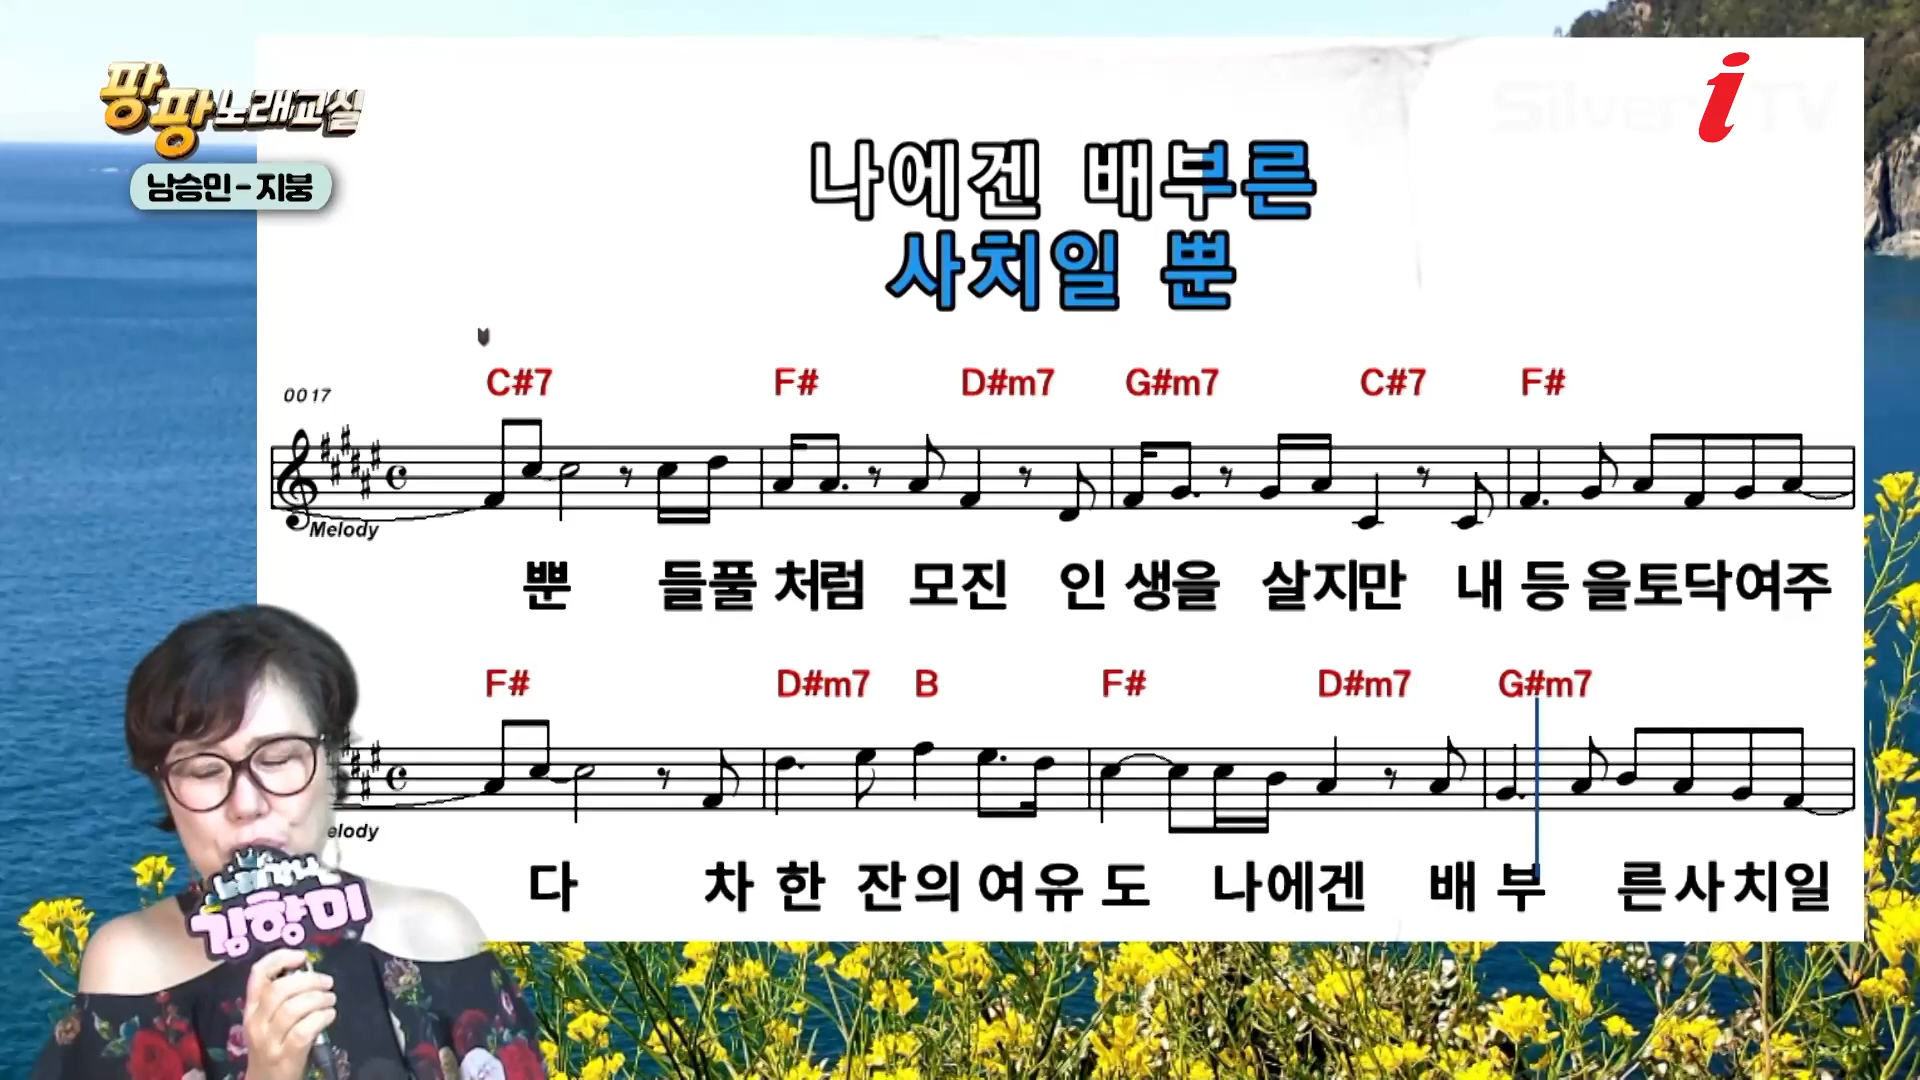 팡팡노래교실
남승민-지붕
i
Silver i TV
나에겐 배부른
사치일 뿐
C#7 F# D#m7 G#m7 C#7 F#
0017
Melody
뿐 들풀 처럼 모진 인 생을 살지만 내 등 을토닥여주
F# D#m7 B F# D#m7 G#m7
elody
다 차 한 잔의 여유 도 나에겐 배 부 른사치일
김향미